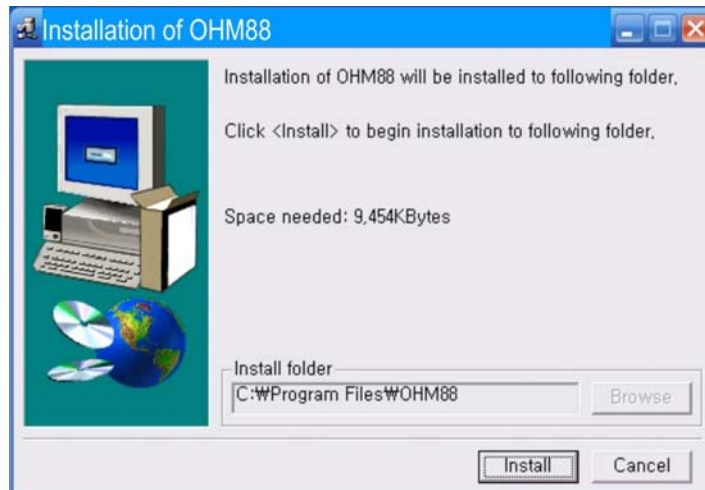 Installation of OHM88
Installation of OHM88 will be installed to following folder,
Click <Install> to begin installation to following folder,
Space needed: 9,454KBytes
Install folder
C:₩Program Files₩OHM88
Browse
Install
Cancel